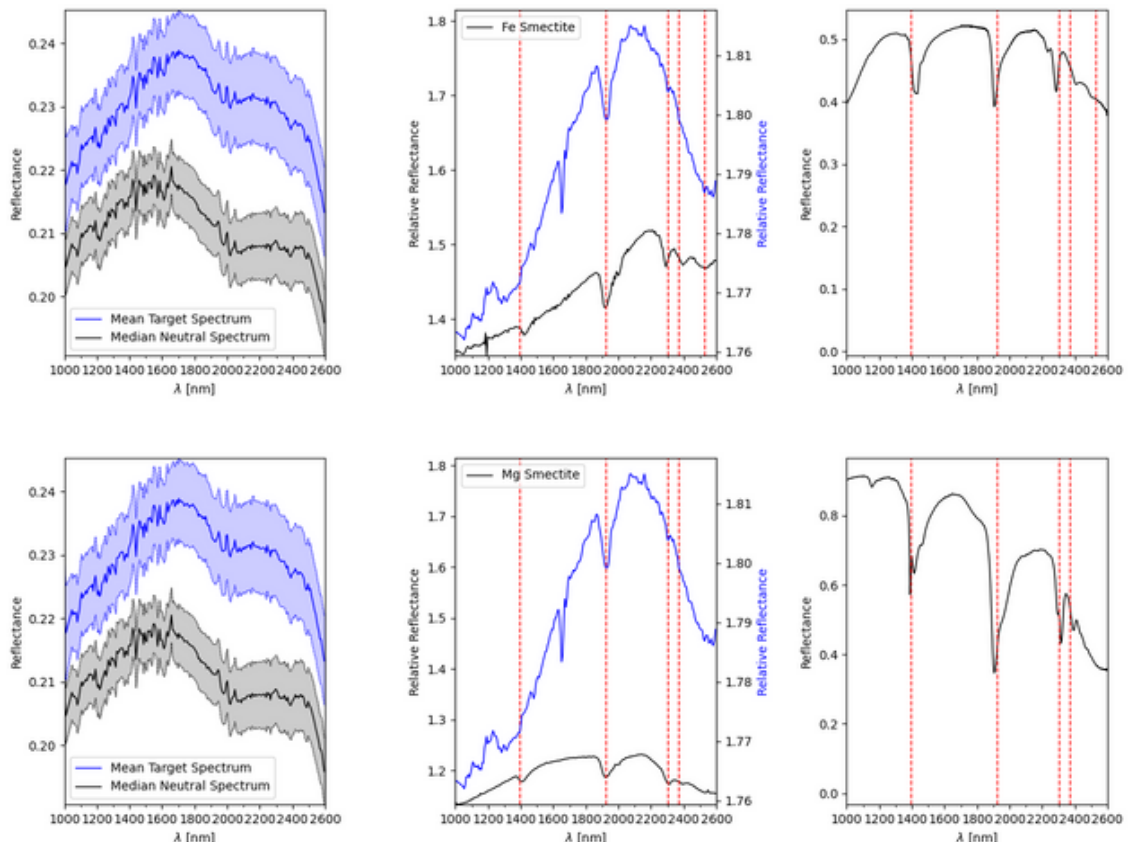 0.24
0.23
0.22
0.21
0.20
Reflectance
Mean Target Spectrum
Median Neutral Spectrum
1000 1200 1400 1600 1800 2000 2200 2400 2600
λ [nm]
1.8
1.7
1.6
1.5
1.4
Relative Reflectance
Fe Smectite
1.81
1.80
1.79
1.78
1.77
1.76
Relative Reflectance
1000 1200 1400 1600 1800 2000 2200 2400 2600
λ [nm]
0.5
0.4
0.3
0.2
0.1
0.0
Reflectance
1000 1200 1400 1600 1800 2000 2200 2400 2600
λ [nm]
0.24
0.23
0.22
0.21
0.20
Reflectance
Mean Target Spectrum
Median Neutral Spectrum
1000 1200 1400 1600 1800 2000 2200 2400 2600
λ [nm]
1.8
1.7
1.6
1.5
1.4
1.3
1.2
Relative Reflectance
Mg Smectite
1.81
1.80
1.79
1.78
1.77
1.76
Relative Reflectance
1000 1200 1400 1600 1800 2000 2200 2400 2600
λ [nm]
0.8
0.6
0.4
0.2
0.0
Reflectance
1000 1200 1400 1600 1800 2000 2200 2400 2600
λ [nm]